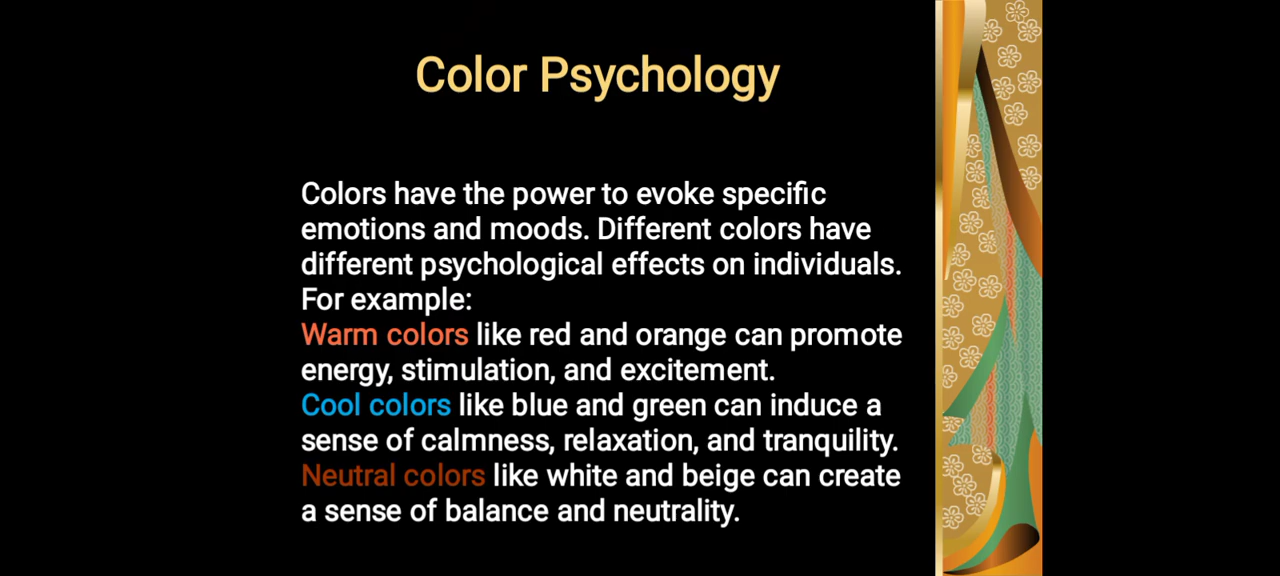 Color Psychology
Colors have the power to evoke specific
emotions and moods. Different colors have
different psychological effects on individuals.
For example:
Warm colors like red and orange can promote
energy, stimulation, and excitement.
Cool colors like blue and green can induce a
sense of calmness, relaxation, and tranquility.
Neutral colors like white and beige can create
a sense of balance and neutrality.